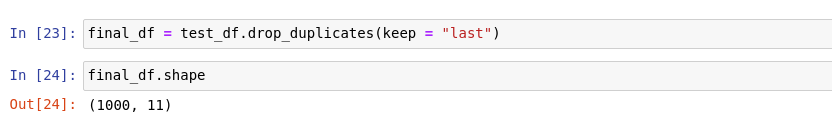 In [23]: final_df = test_df.drop_duplicates(keep = "last")
In [24]: final_df.shape
Out[24]: (1000, 11)